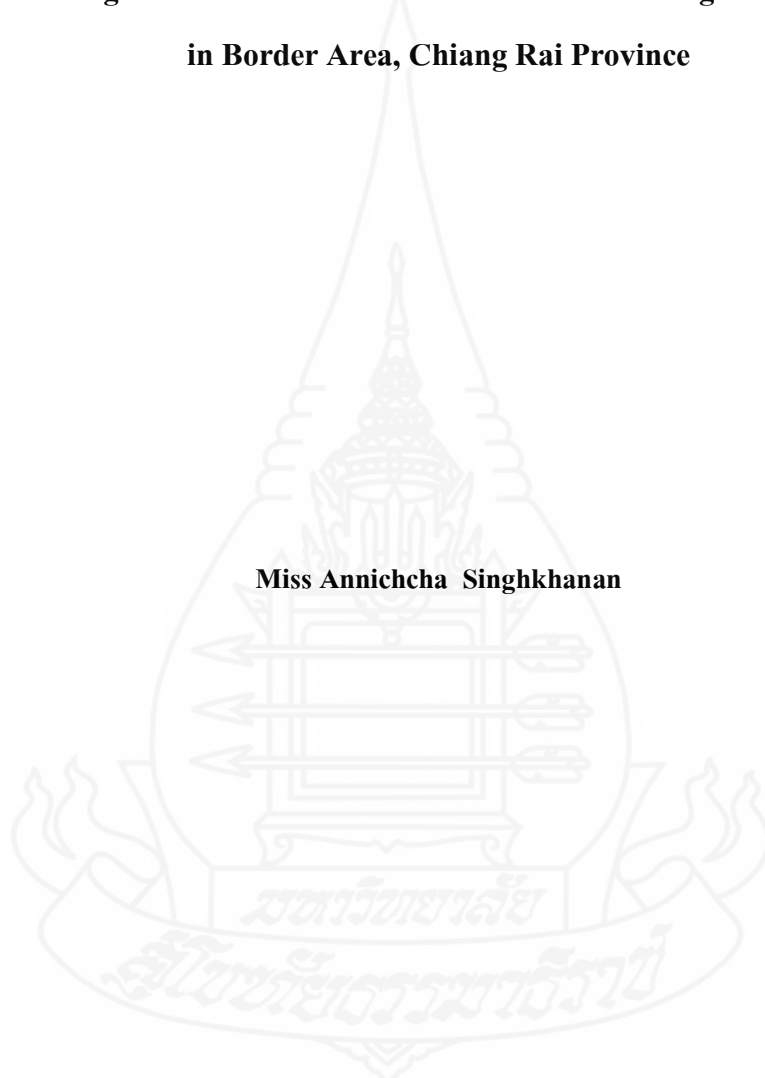 in Border Area, Chiang Rai Province
Miss Annichcha Singhkhanan
มหาวิทยาลัย
สุโขทัยธรรมาธิราช